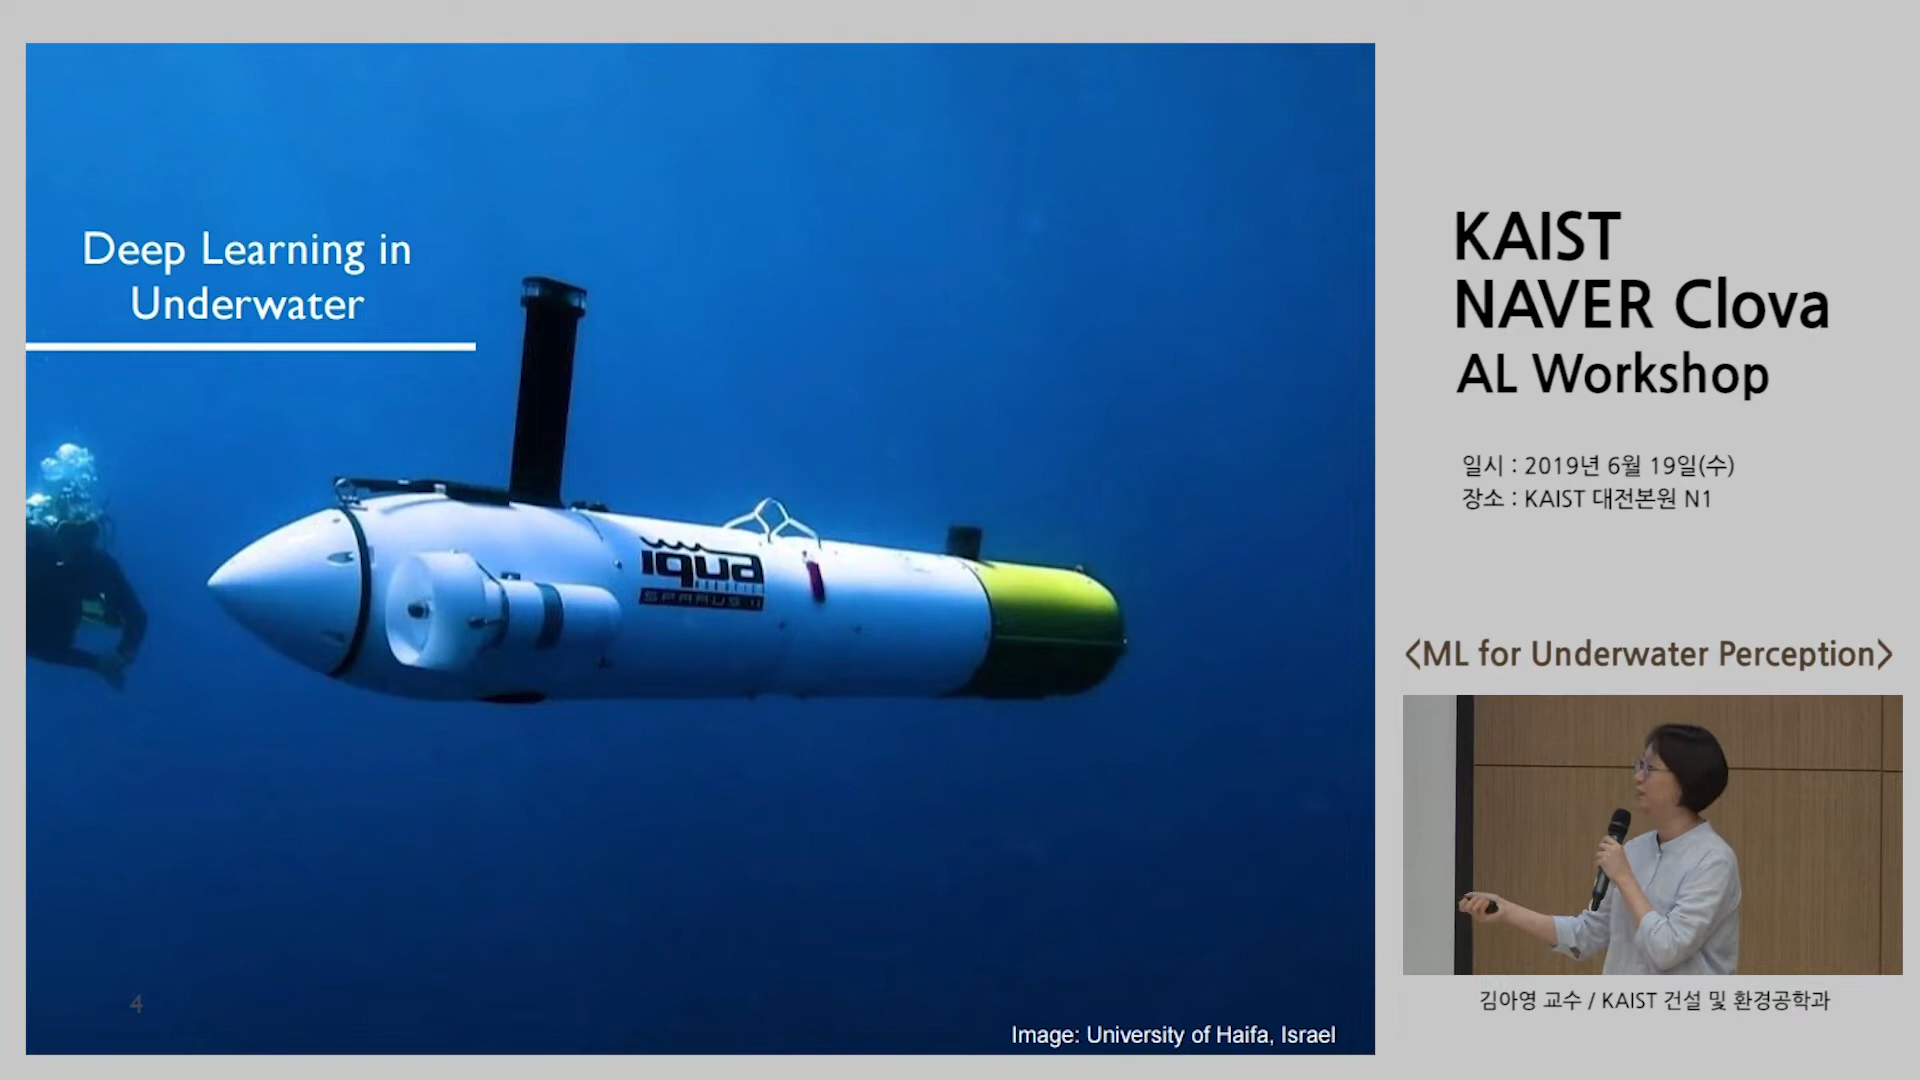 Deep Learning in
Underwater
iqua
ROBOTICS
SPARUS II
4
Image: University of Haifa, Israel
KAIST
NAVER Clova
AL Workshop
일시 : 2019년 6월 19일(수)
장소 : KAIST 대전본원 N1
<ML for Underwater Perception>
김아영 교수 / KAIST 건설 및 환경공학과